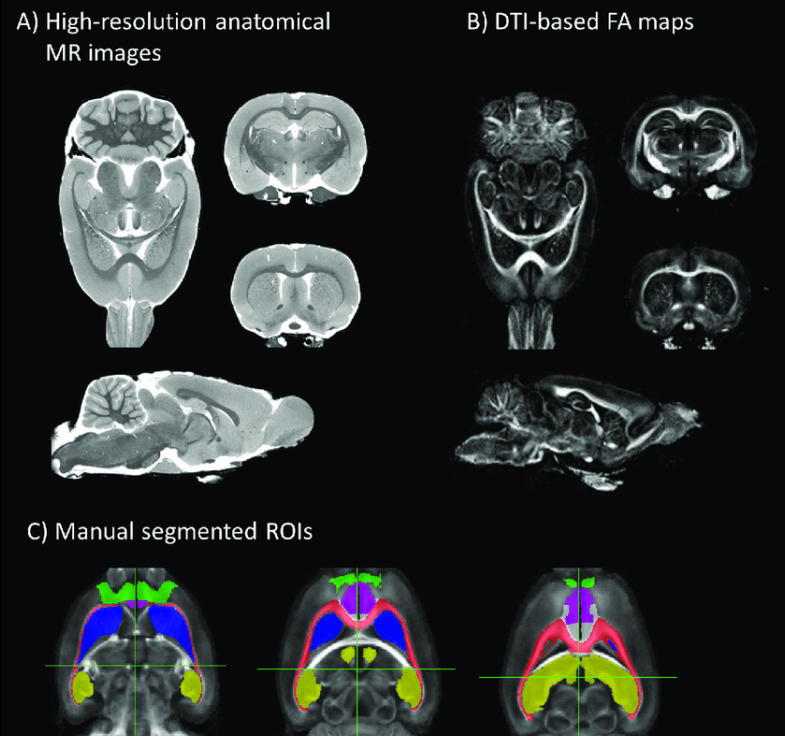 A) High-resolution anatomical
MR images
B) DTI-based FA maps
C) Manual segmented ROIs